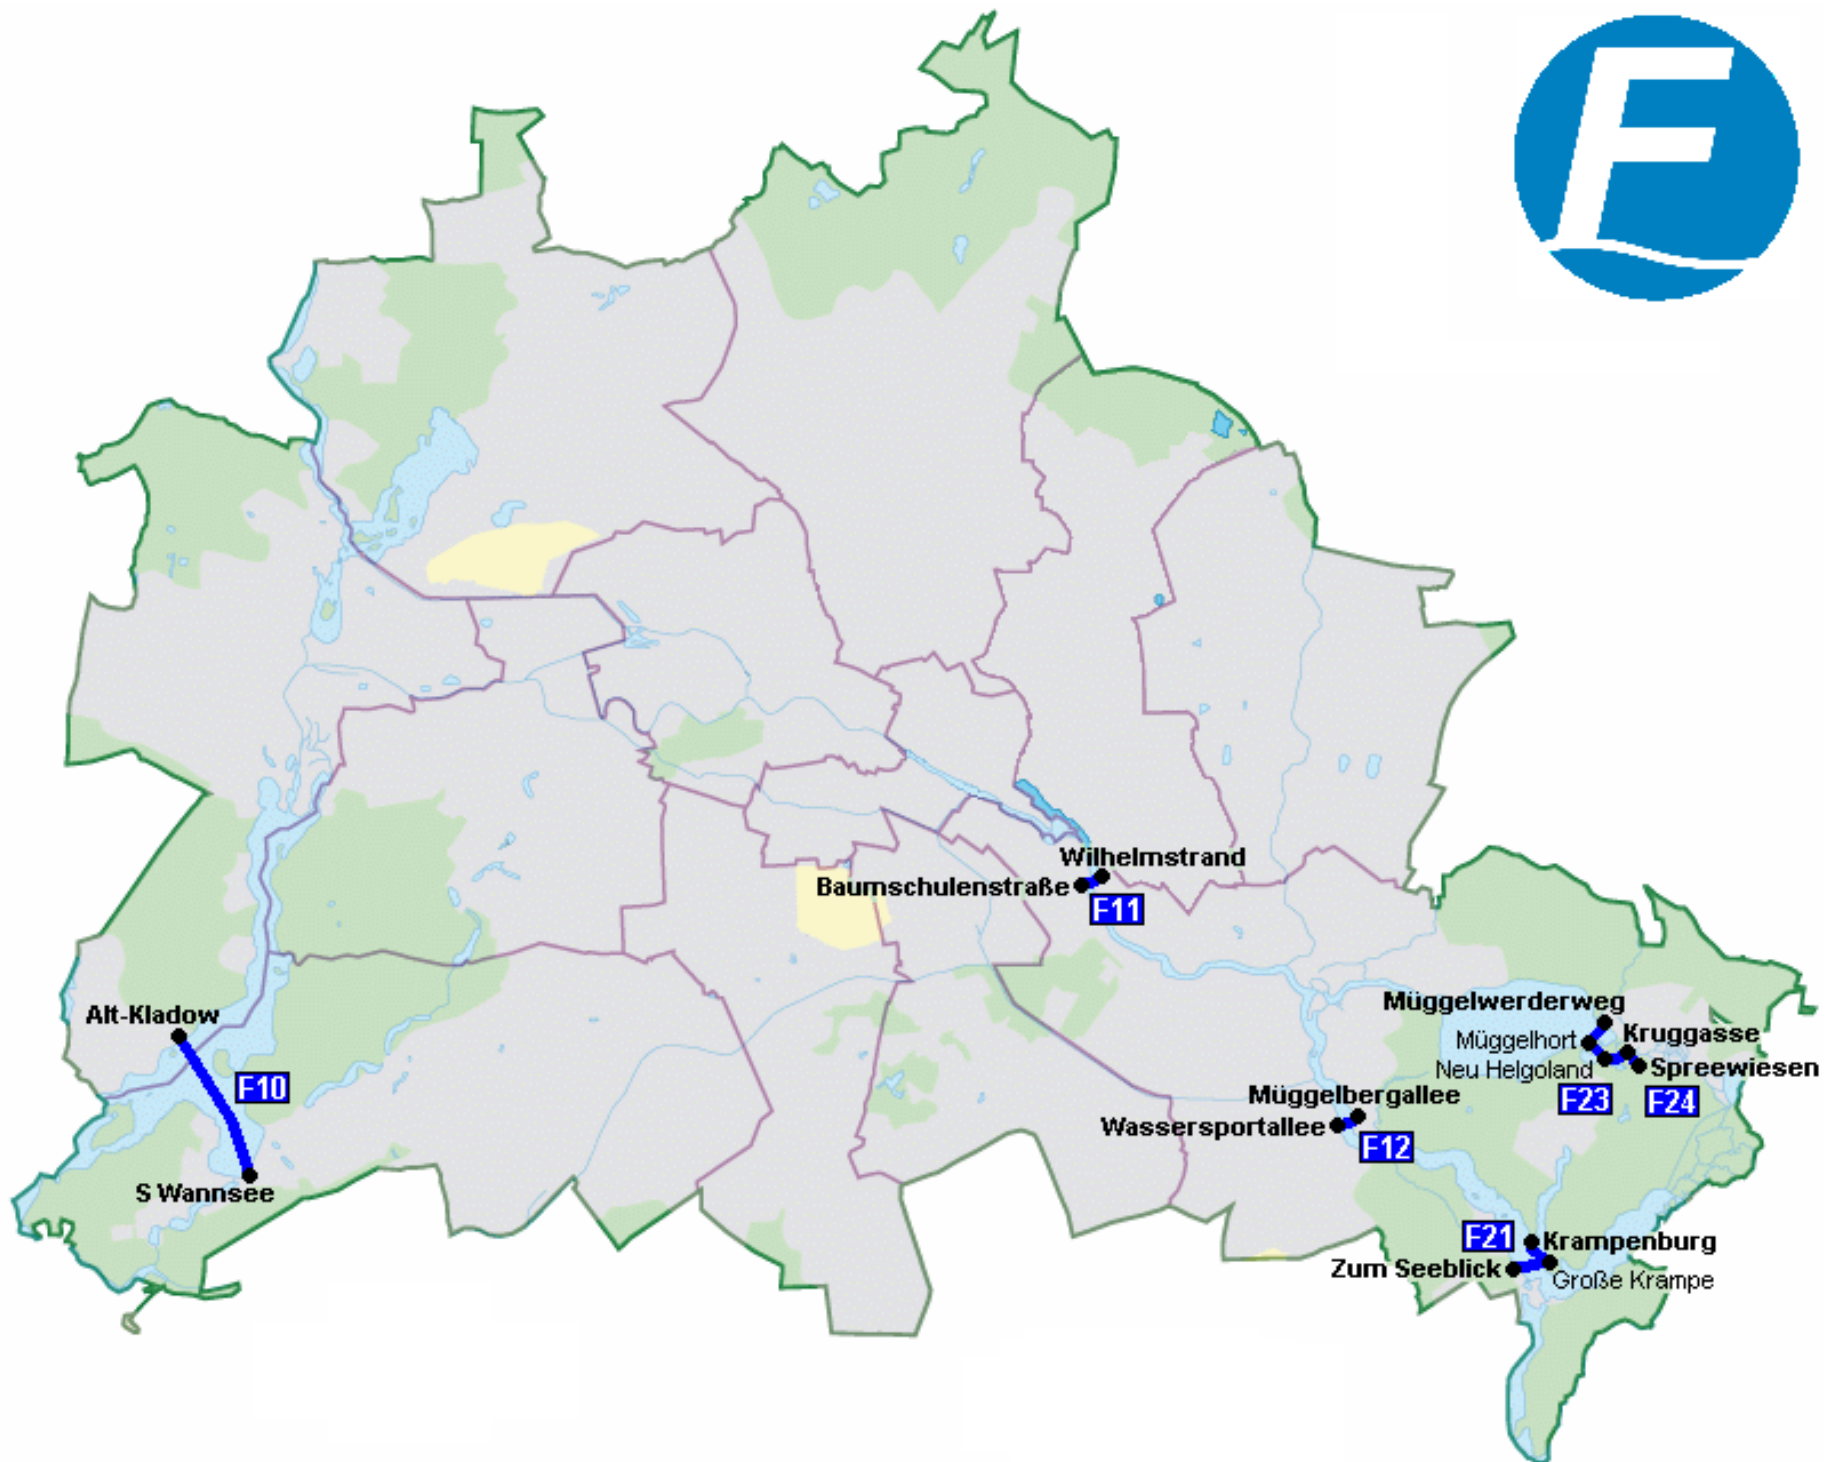 F
Wilhelmstrand
Baumschulenstraße
F11
Müggelwerderweg
Alt-Kladow
Müggelhort
Kruggasse
Neu Helgoland
Spreewiesen
F10
F23
F24
Müggelbergallee
Wassersportallee
F12
S Wannsee
F21
Krampenburg
Zum Seeblick
Große Krampe